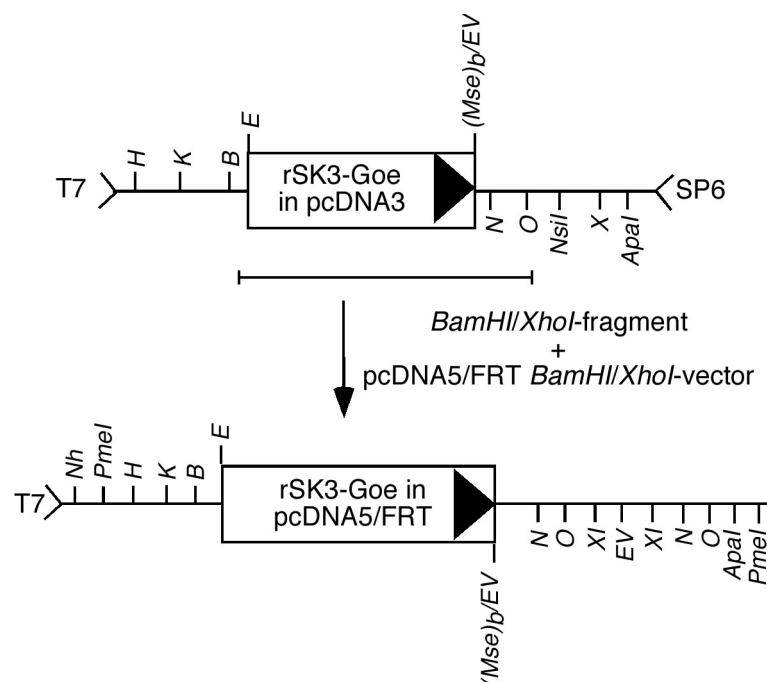 (Mse)b/EV
E
H
K
B
T7
rSK3-Goe
in pcDNA3
SP6
N
O
NsiI
X
ApaI
BamHI/XhoI-fragment
+
pcDNA5/FRT BamHI/XhoI-vector
E
Nh
PmeI
H
K
B
T7
rSK3-Goe in
pcDNA5/FRT
N
O
XI
EV
XI
N
O
ApaI
PmeI
(Mse)b/EV